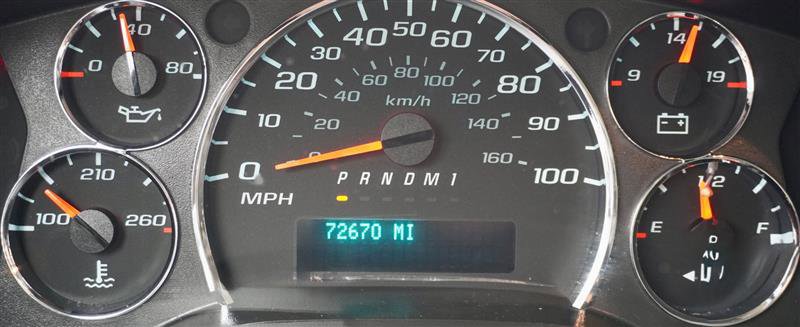 0 40 80
100 210 260
0 10 20 30 40 50 60 70 80 90 100
20 40 60 80 100 120 140 160
km/h
MPH
P R N D M 1
72670 MI
9 14 19
E 1/2 F